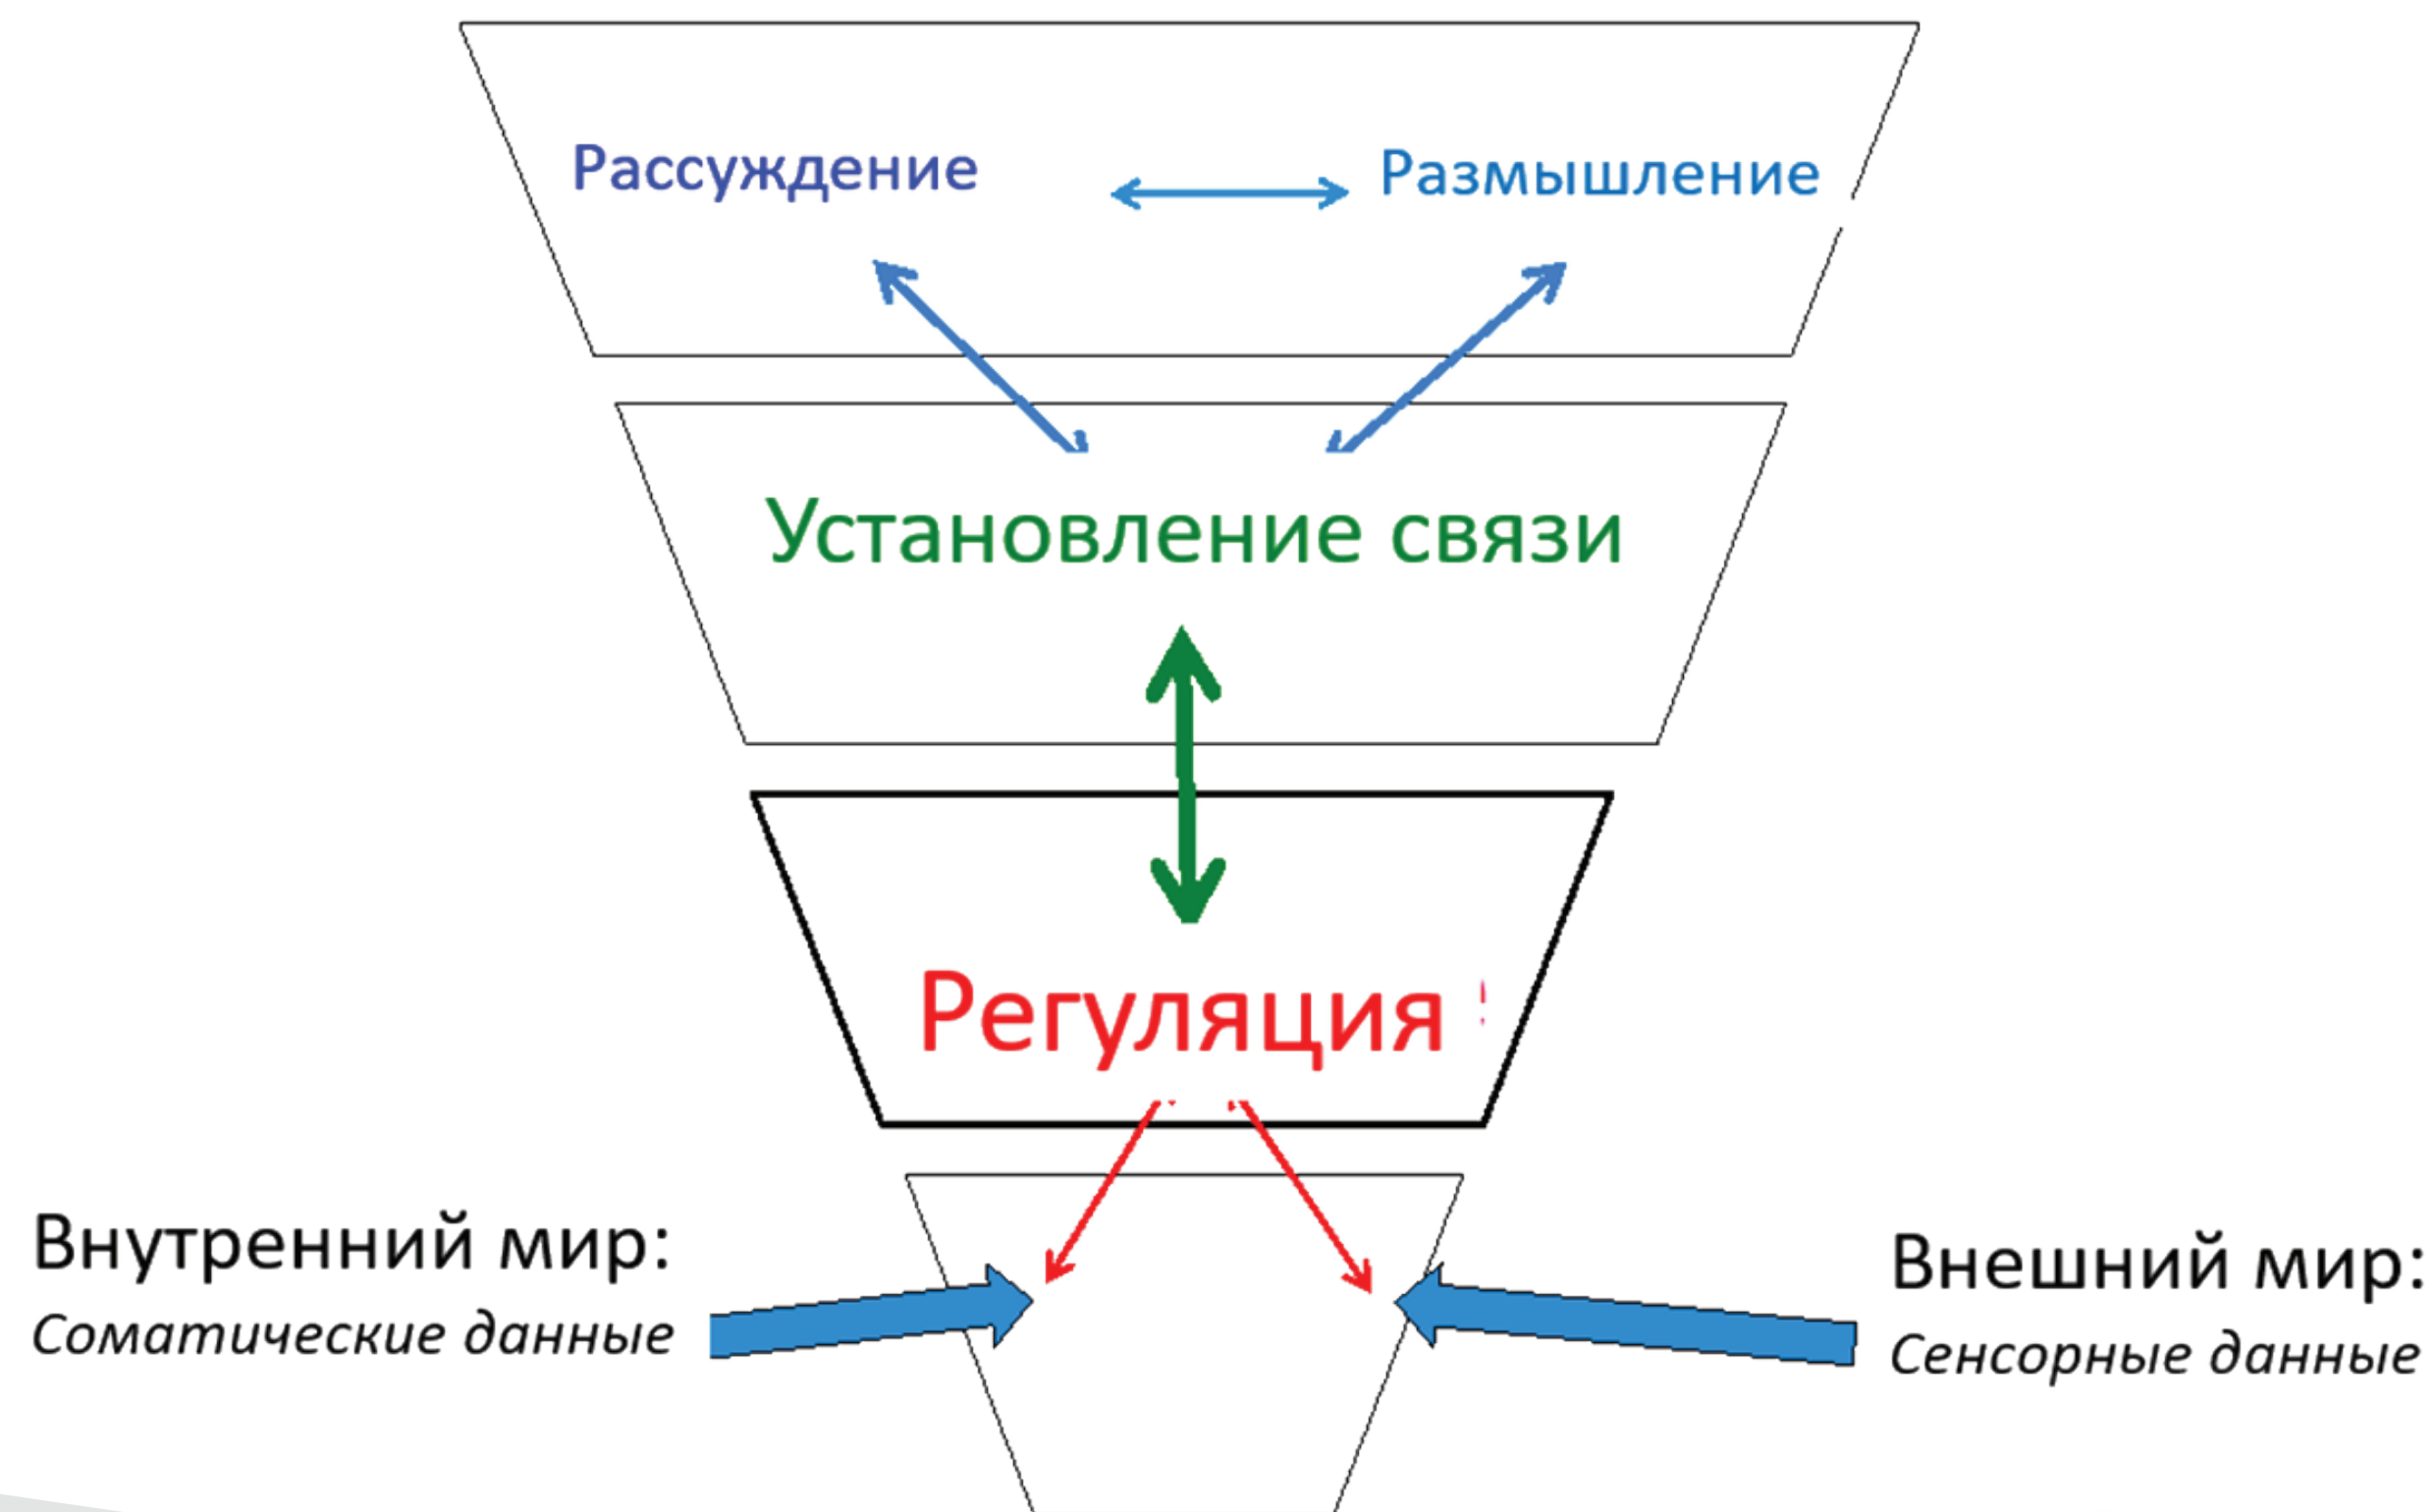 Рассуждение
Размышление
Установление связи
Регуляция
Внутренний мир:
Соматические данные
Внешний мир:
Сенсорные данные